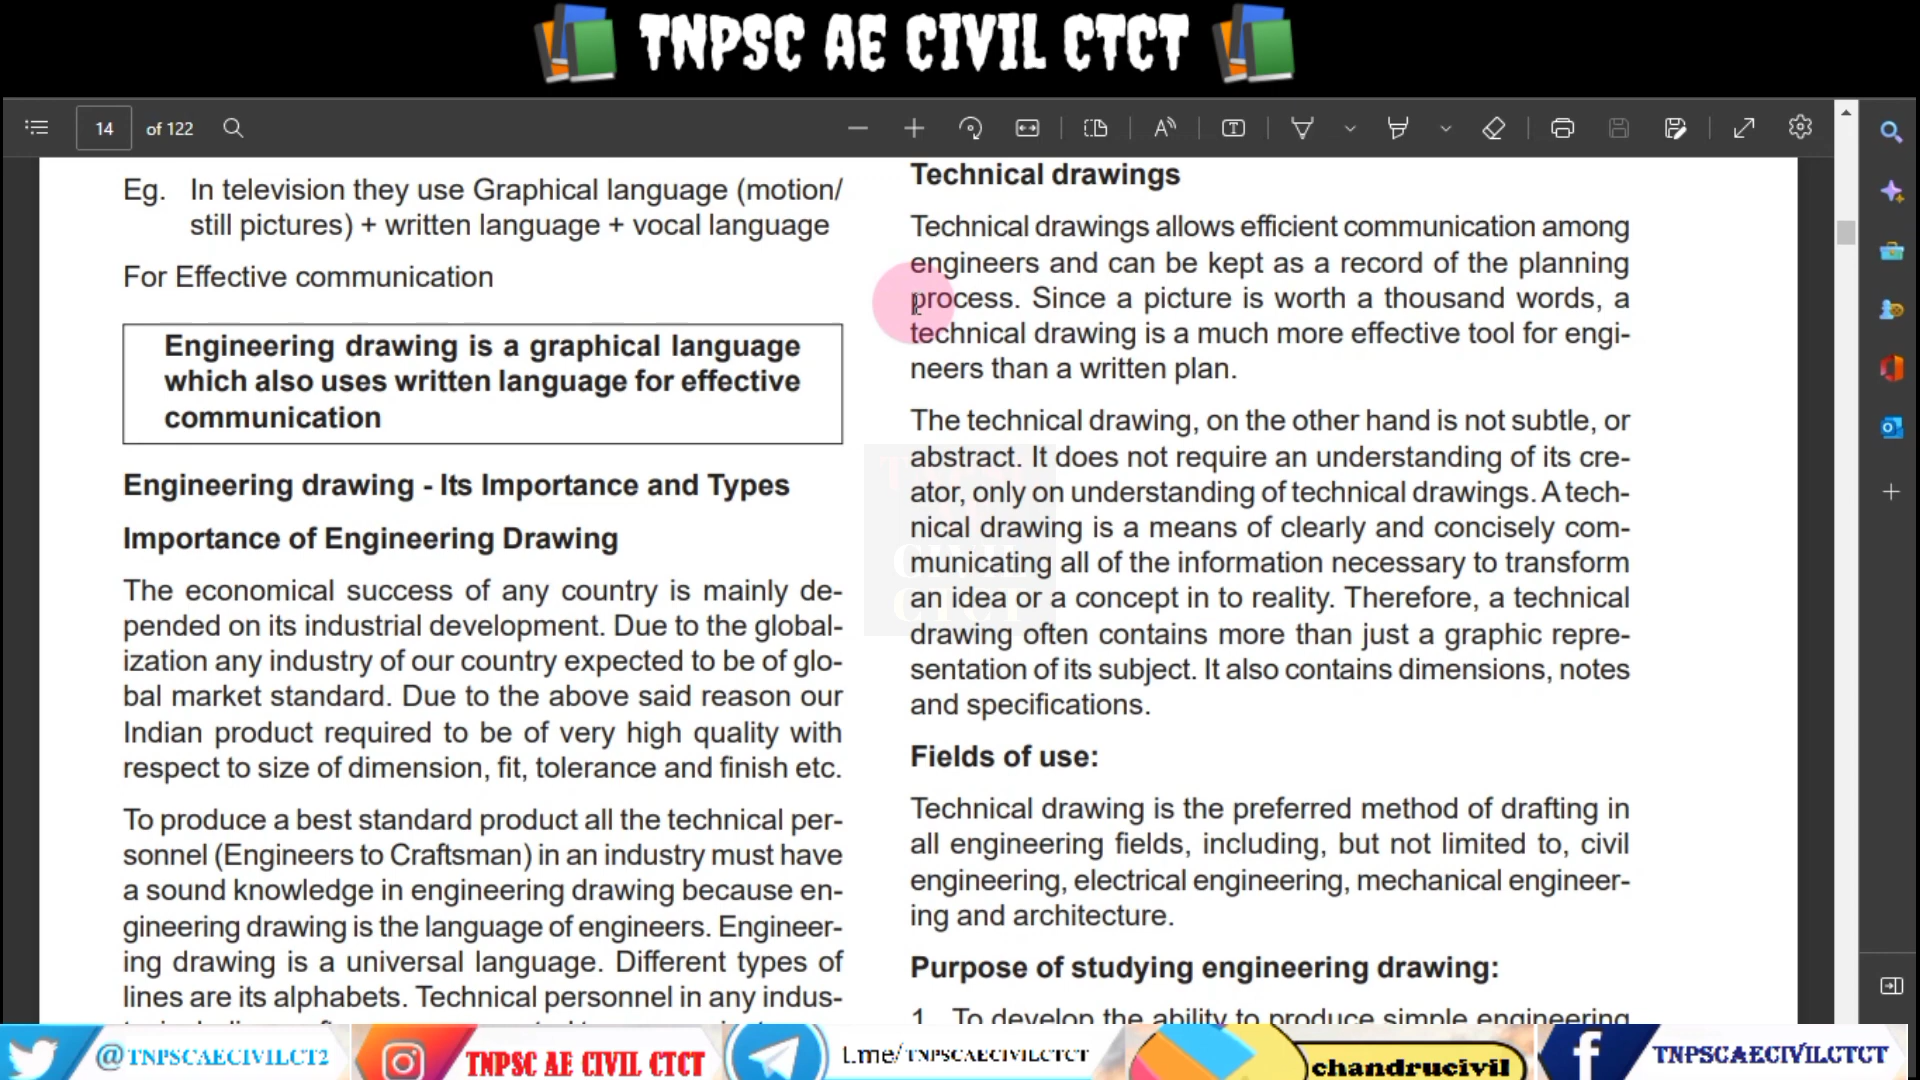 TNPSC AE CIVIL CTCT
14 of 122
Eg. In television they use Graphical language (motion/
still pictures) + written language + vocal language
For Effective communication
Engineering drawing is a graphical language
which also uses written language for effective
communication
Engineering drawing - Its Importance and Types
Importance of Engineering Drawing
The economical success of any country is mainly de-
pended on its industrial development. Due to the global-
ization any industry of our country expected to be of glo-
bal market standard. Due to the above said reason our
Indian product required to be of very high quality with
respect to size of dimension, fit, tolerance and finish etc.
To produce a best standard product all the technical per-
sonnel (Engineers to Craftsman) in an industry must have
a sound knowledge in engineering drawing because en-
gineering drawing is the language of engineers. Engineer-
ing drawing is a universal language. Different types of
lines are its alphabets. Technical personnel in any indus-
Technical drawings
Technical drawings allows efficient communication among
engineers and can be kept as a record of the planning
process. Since a picture is worth a thousand words, a
technical drawing is a much more effective tool for engi-
neers than a written plan.
The technical drawing, on the other hand is not subtle, or
abstract. It does not require an understanding of its cre-
ator, only on understanding of technical drawings. A tech-
nical drawing is a means of clearly and concisely com-
municating all of the information necessary to transform
an idea or a concept in to reality. Therefore, a technical
drawing often contains more than just a graphic repre-
sentation of its subject. It also contains dimensions, notes
and specifications.
Fields of use:
Technical drawing is the preferred method of drafting in
all engineering fields, including, but not limited to, civil
engineering, electrical engineering, mechanical engineer-
ing and architecture.
Purpose of studying engineering drawing:
1. To develop the ability to produce simple engineering
CIVIL
CTCT
@TNPSCAECIVILCT2
TNPSC AE CIVIL CTCT
t.me/TNPSCAECIVILCTCT
chandrucivil
TNPSCAECIVILCTCT